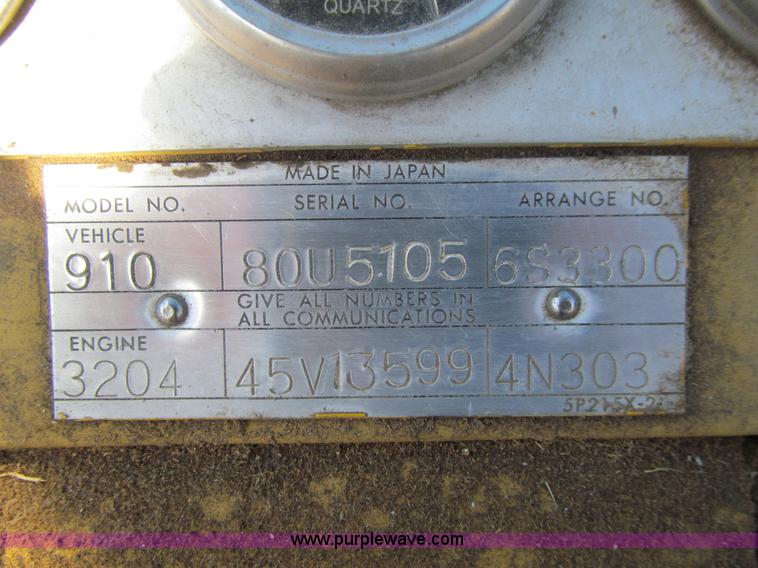 QUARTZ
MADE IN JAPAN
MODEL NO. SERIAL NO. ARRANGE NO.
VEHICLE
910 80U5105 6S3300
GIVE ALL NUMBERS IN
ALL COMMUNICATIONS
ENGINE
3204 45V13599 4N303
www.purplewave.com